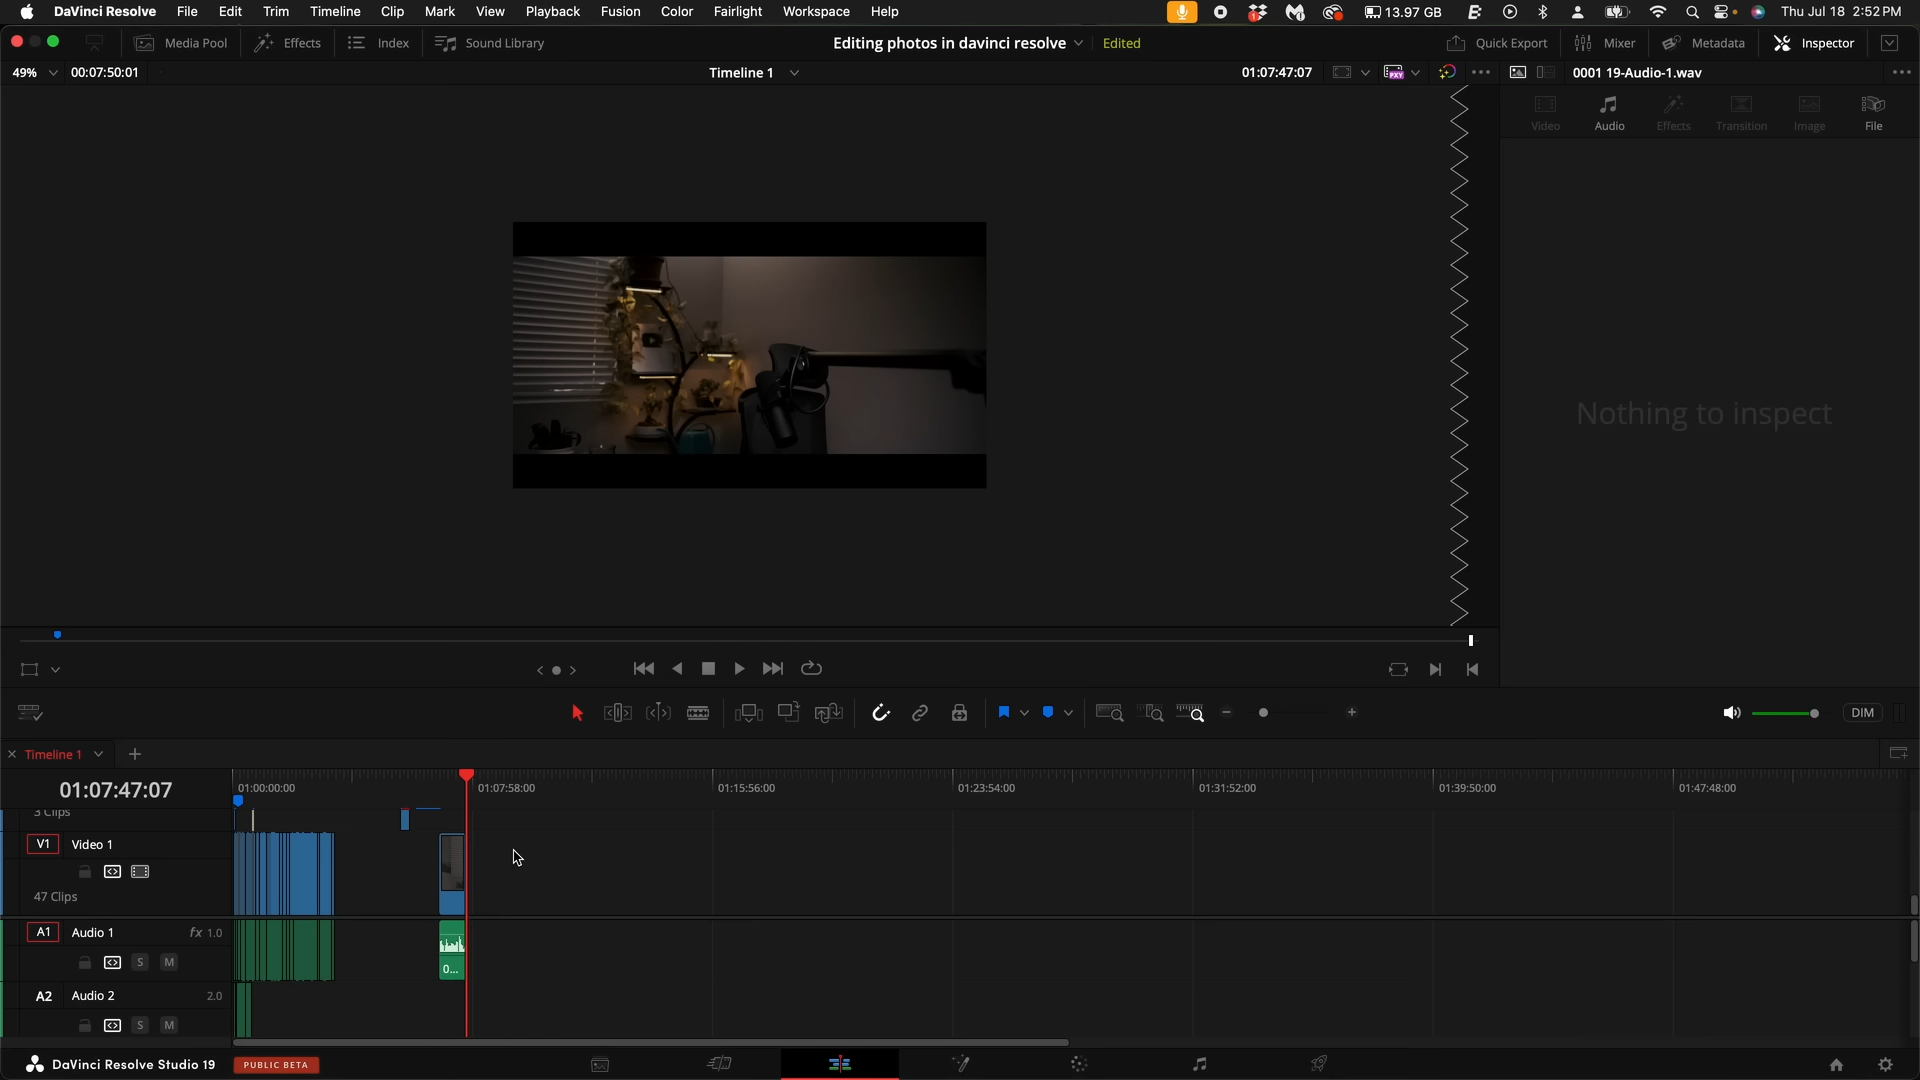 DaVinci Resolve File Edit Trim Timeline Clip Mark View Playback Fusion Color Fairlight Workspace Help 13.97 GB Thu Jul 18 2:52 PM
Media Pool Effects Index Sound Library Editing photos in davinci resolve Edited Quick Export Mixer Metadata Inspector
49% 00:07:50:01 Timeline 1 01:07:47:07 PXY 0001 19-Audio-1.wav
Video Audio Effects Transition Image File
Nothing to inspect
DIM
Timeline 1
01:07:47:07 01:00:00:00 01:07:58:00 01:15:56:00 01:23:54:00 01:31:52:00 01:39:50:00 01:47:48:00
3 Clips
V1 Video 1
47 Clips
A1 Audio 1 fx 1.0
S M
0...
A2 Audio 2 2.0
S M
DaVinci Resolve Studio 19 PUBLIC BETA